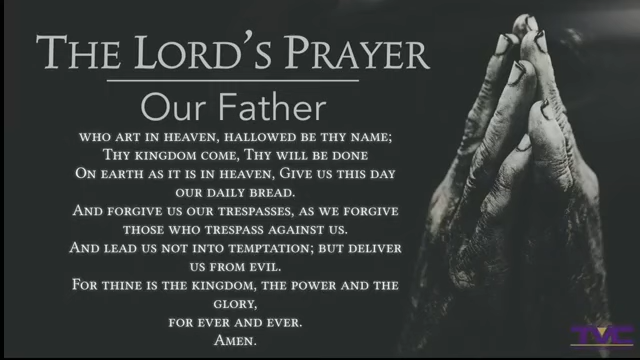 The Lord's Prayer
Our Father
who art in heaven, hallowed be thy name;
Thy kingdom come, Thy will be done
On earth as it is in heaven, Give us this day
our daily bread.
And forgive us our trespasses, as we forgive
those who trespass against us.
And lead us not into temptation; but deliver
us from evil.
For thine is the kingdom, the power and the
glory,
for ever and ever.
Amen.
TVC